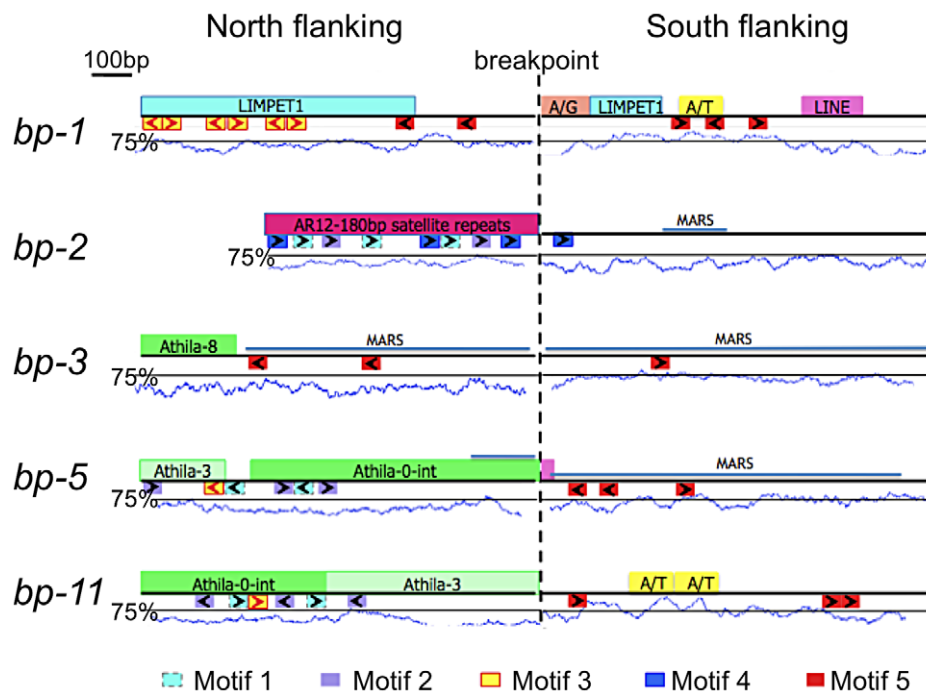 North flanking South flanking
100bp breakpoint
LIMPET1 A/G LIMPET1 A/T LINE
bp-1
75%
AR12-180bp satellite repeats MARS
bp-2
75%
Athila-8 MARS MARS
bp-3
75%
Athila-3 Athila-0-int MARS
bp-5
75%
Athila-0-int Athila-3 A/T A/T
bp-11
75%
Motif 1 Motif 2 Motif 3 Motif 4 Motif 5